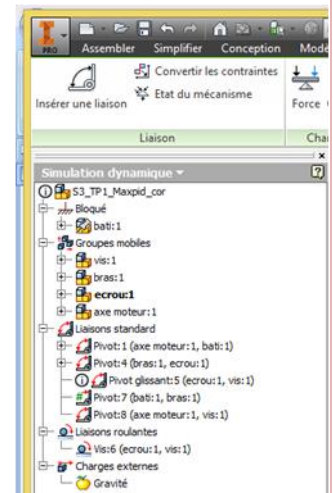 PRO
Assembler Simplifier Conception
Insérer une liaison
Convertir les contraintes
Etat du mécanisme
Force
Liaison
Simulation dynamique
S3_TP1_Maxpid_cor
Bloqué
bati:1
Groupes mobiles
vis:1
bras:1
ecrou:1
axe moteur:1
Liaisons standard
Pivot:1 (axe moteur:1, bati:1)
Pivot:4 (bras:1, ecrou:1)
Pivot glissant:5 (ecrou:1, vis:1)
Pivot:7 (bati:1, bras:1)
Pivot:8 (axe moteur:1, vis:1)
Liaisons roulantes
Vis:6 (ecrou:1, vis:1)
Charges externes
Gravité